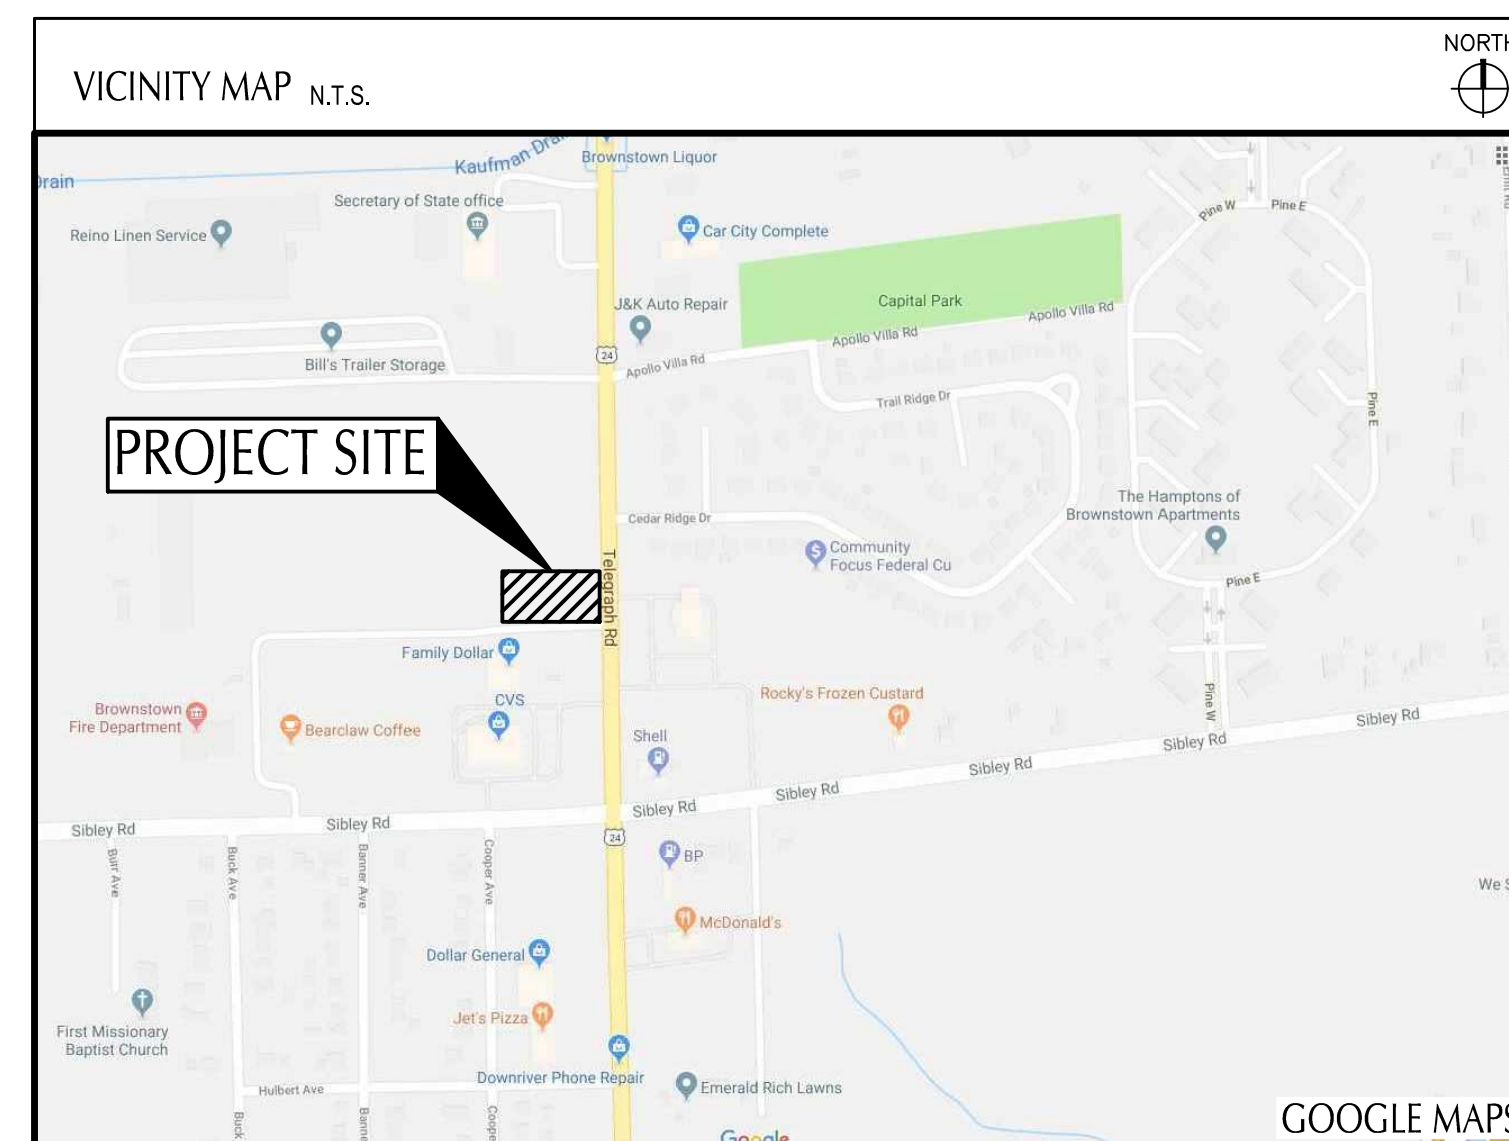 NORTH
VICINITY MAP N.T.S.
Kaufman Drain
Brownstown Liquor
Drain
Secretary of State office
Reino Linen Service
Car City Complete
Pine W
Pine E
J&K Auto Repair
Capital Park
Apollo Villa Rd
Apollo Villa Rd
Apollo Villa Rd
24
Bill's Trailer Storage
Trail Ridge Dr
Pine E
PROJECT SITE
The Hamptons of
Brownstown Apartments
Cedar Ridge Dr
Community
Focus Federal Cu
Telegraph Rd
Pine E
Family Dollar
CVS
Rocky's Frozen Custard
Pine W
Brownstown
Fire Department
Bearclaw Coffee
Shell
Sibley Rd
Sibley Rd
Sibley Rd
Sibley Rd
Sibley Rd
Sibley Rd
Sibley Rd
24
Burr Ave
Buck Ave
Banner Ave
Cooper Ave
BP
We S
McDonald's
Dollar General
Jet's Pizza
First Missionary
Baptist Church
Downriver Phone Repair
Emerald Rich Lawns
Hulbert Ave
Buck
Banne
Coope
Google
GOOGLE MAPS